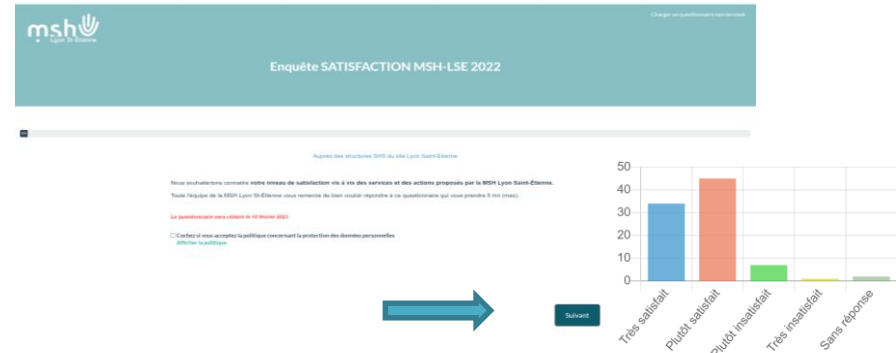 Charger un questionnaire non terminé
msh
Lyon St-Étienne
Enquête SATISFACTION MSH-LSE 2022
Auprès des structures SHS du site Lyon Saint-Etienne
Nous souhaiterions connaitre votre niveau de satisfaction vis à vis des services et des actions proposés par la MSH Lyon Saint-Étienne.
Toute l'équipe de la MSH Lyon St-Étienne vous remercie de bien vouloir répondre à ce questionnaire qui vous prendra 5 mn (max).
Le questionnaire sera clôturé le 10 février 2023
Cochez si vous acceptez la politique concernant la protection des données personnelles
Afficher la politique
Suivant
50
40
30
20
10
0
Très satisfait
Plutôt satisfait
Plutôt insatisfait
Très insatisfait
Sans réponse